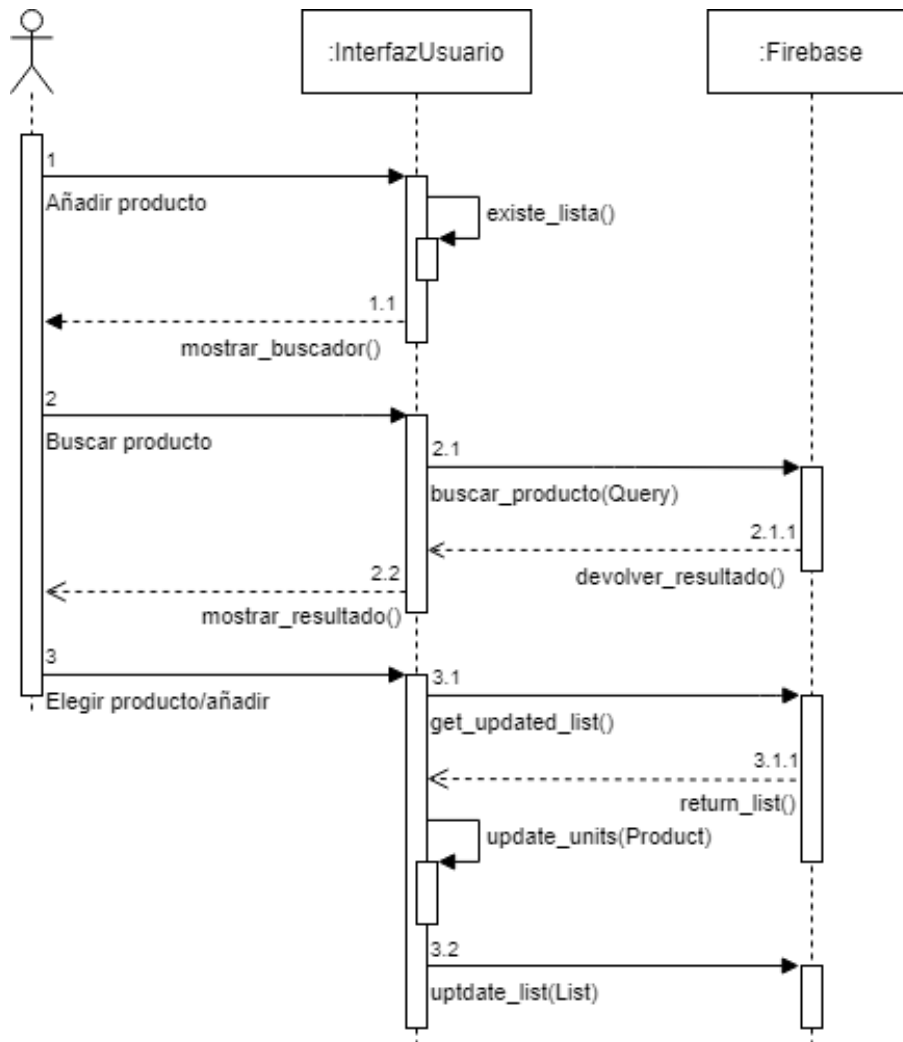 :InterfazUsuario
:Firebase
1
Añadir producto
existe_lista()
1.1
mostrar_buscador()
2
Buscar producto
2.1
buscar_producto(Query)
2.1.1
devolver_resultado()
2.2
mostrar_resultado()
3
Elegir producto/añadir
3.1
get_updated_list()
3.1.1
return_list()
update_units(Product)
3.2
uptdate_list(List)